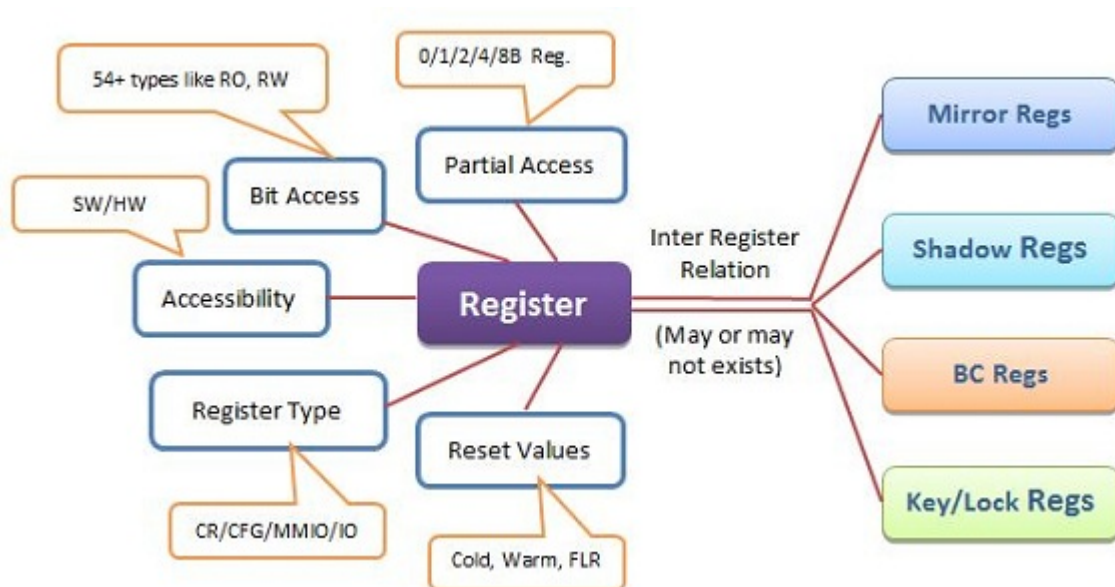 0/1/2/4/8B Reg.
54+ types like RO, RW
Partial Access
Bit Access
SW/HW
Accessibility
Register
Register Type
Reset Values
CR/CFG/MMIO/IO
Cold, Warm, FLR
Inter Register
Relation
(May or may
not exists)
Mirror Regs
Shadow Regs
BC Regs
Key/Lock Regs